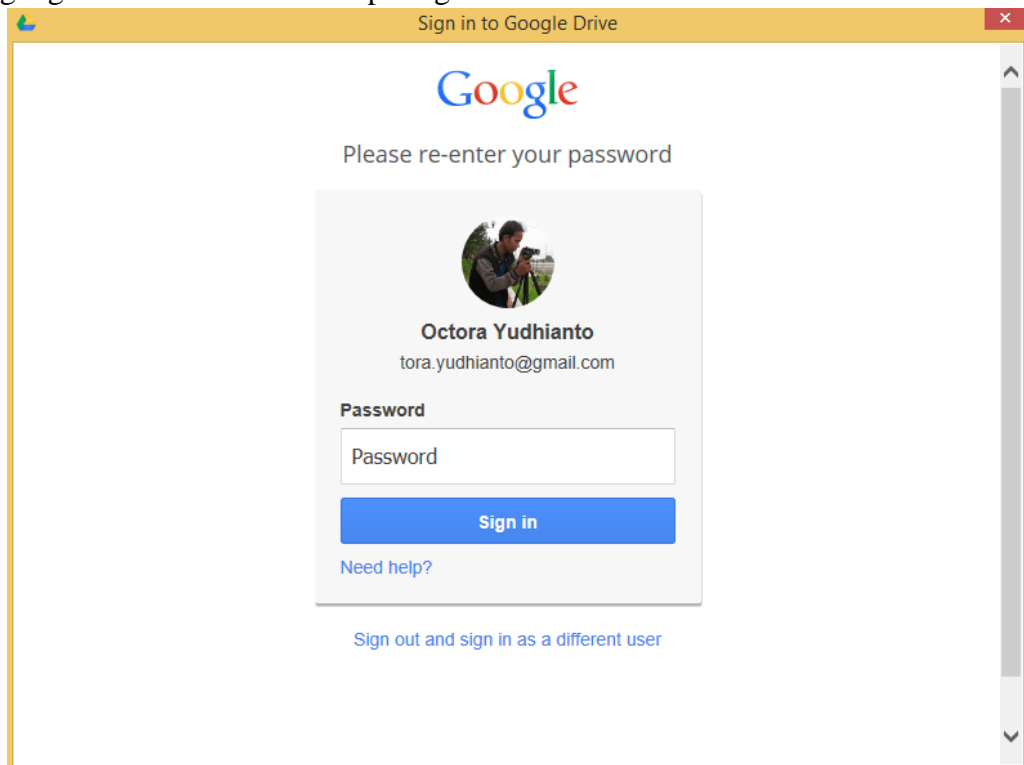 Sign in to Google Drive
Google
Please re-enter your password
Octora Yudhianto
tora.yudhianto@gmail.com
Password
Password
Sign in
Need help?
Sign out and sign in as a different user